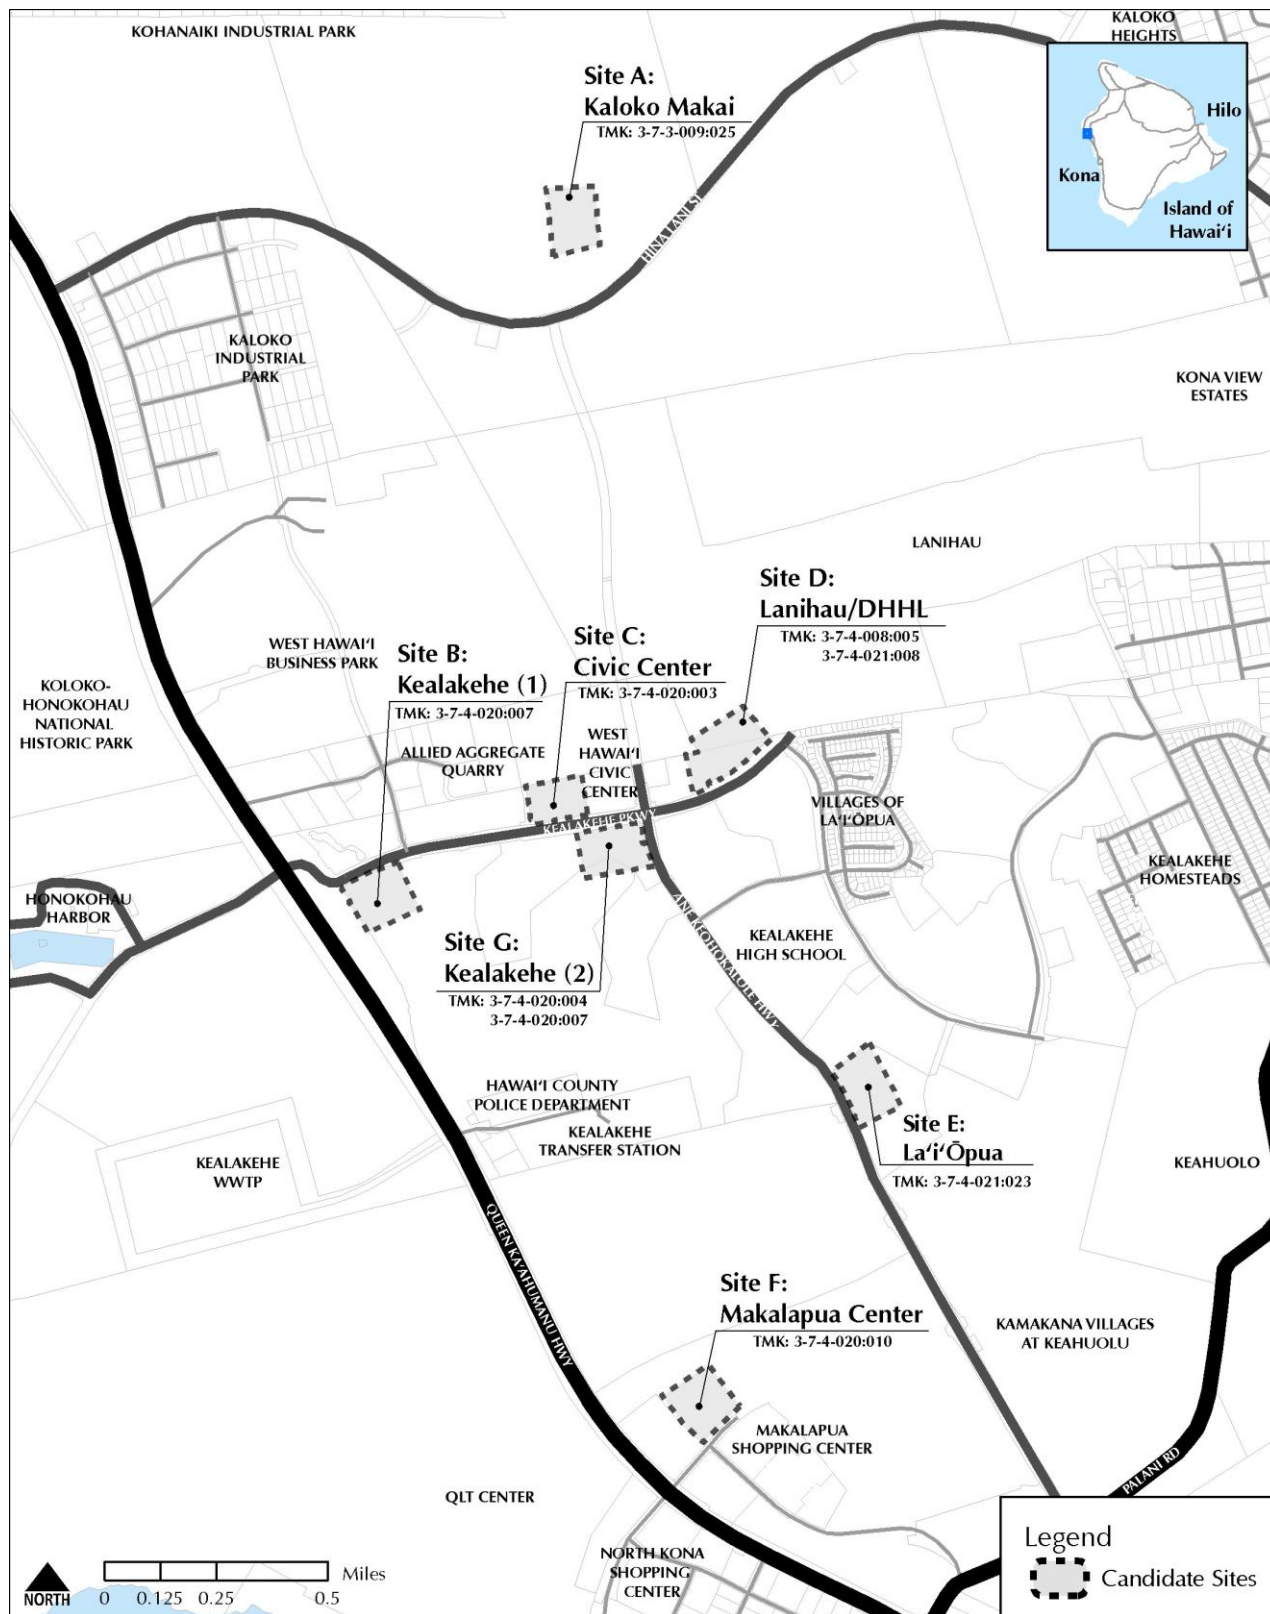 KOHANAIKI INDUSTRIAL PARK
KALOKO
HEIGHTS
Site A:
Kaloko Makai
TMK: 3-7-3-009:025
Hilo
Kona
Island of
Hawai‘i
HINA LANI ST
KALOKO
INDUSTRIAL
PARK
KONA VIEW
ESTATES
LANIHAU
Site D:
Lanihau/DHHL
TMK: 3-7-4-008:005
3-7-4-021:008
Site C:
Civic Center
TMK: 3-7-4-020:003
WEST HAWAI‘I
BUSINESS PARK
Site B:
Kealakehe (1)
TMK: 3-7-4-020:007
KOLOKO-
HONOKOHAU
NATIONAL
HISTORIC PARK
ALLIED AGGREGATE
QUARRY
WEST
HAWAI‘I
CIVIC
CENTER
KEALAKEHE PKWY
VILLAGES OF
LA‘I‘ŌPUA
KEALAKEHE
HOMESTEADS
HONOKOHAU
HARBOR
Site G:
Kealakehe (2)
TMK: 3-7-4-020:004
3-7-4-020:007
KEALAKEHE
HIGH SCHOOL
ANE KEOHOKALOLE HWY
HAWAI‘I COUNTY
POLICE DEPARTMENT
KEALAKEHE
TRANSFER STATION
Site E:
La‘i‘Ōpua
TMK: 3-7-4-021:023
KEALAKEHE
WWTP
KEAHUOLO
QUEEN KA‘AHUMANU HWY
Site F:
Makalapua Center
TMK: 3-7-4-020:010
KAMAKANA VILLAGES
AT KEAHUOLU
MAKALAPUA
SHOPPING CENTER
PALANI RD
QLT CENTER
NORTH KONA
SHOPPING
CENTER
Legend
Candidate Sites
NORTH
0 0.125 0.25 0.5
Miles